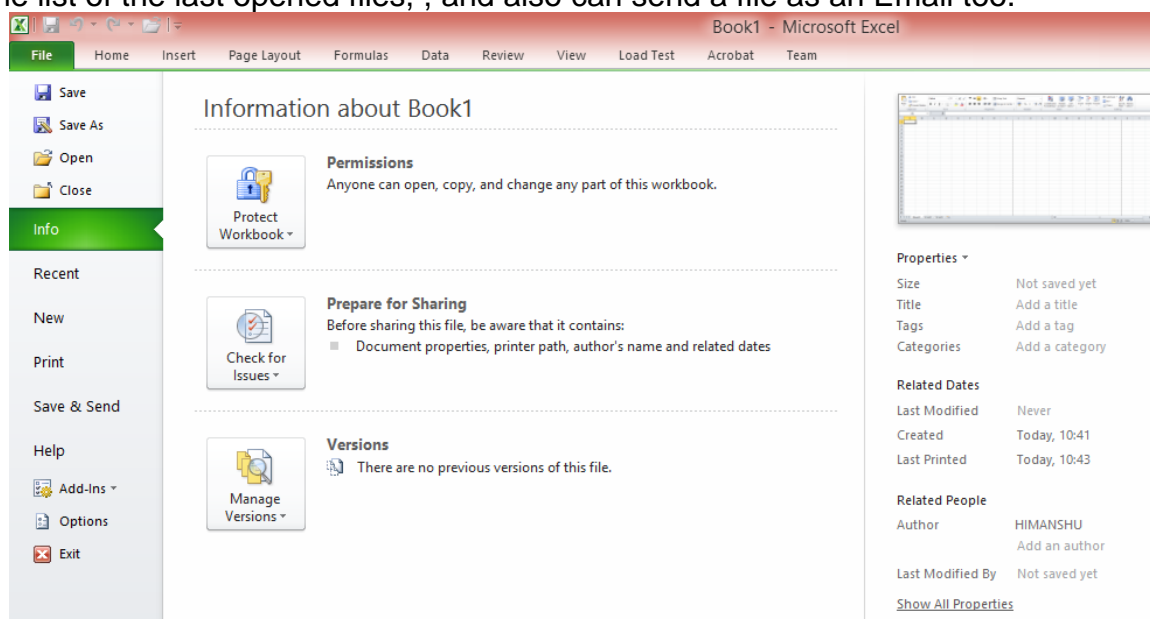 he list of the last opened files, , and also can send a file as an Email too.
Book1 - Microsoft Excel
File Home Insert Page Layout Formulas Data Review View Load Test Acrobat Team
Save
Save As
Open
Close
Info
Recent
New
Print
Save & Send
Help
Add-Ins
Options
Exit
Information about Book1
Protect
Workbook
Permissions
Anyone can open, copy, and change any part of this workbook.
Check for
Issues
Prepare for Sharing
Before sharing this file, be aware that it contains:
Document properties, printer path, author's name and related dates
Manage
Versions
Versions
There are no previous versions of this file.
Properties
Size Not saved yet
Title Add a title
Tags Add a tag
Categories Add a category
Related Dates
Last Modified Never
Created Today, 10:41
Last Printed Today, 10:43
Related People
Author HIMANSHU
Add an author
Last Modified By Not saved yet
Show All Properties